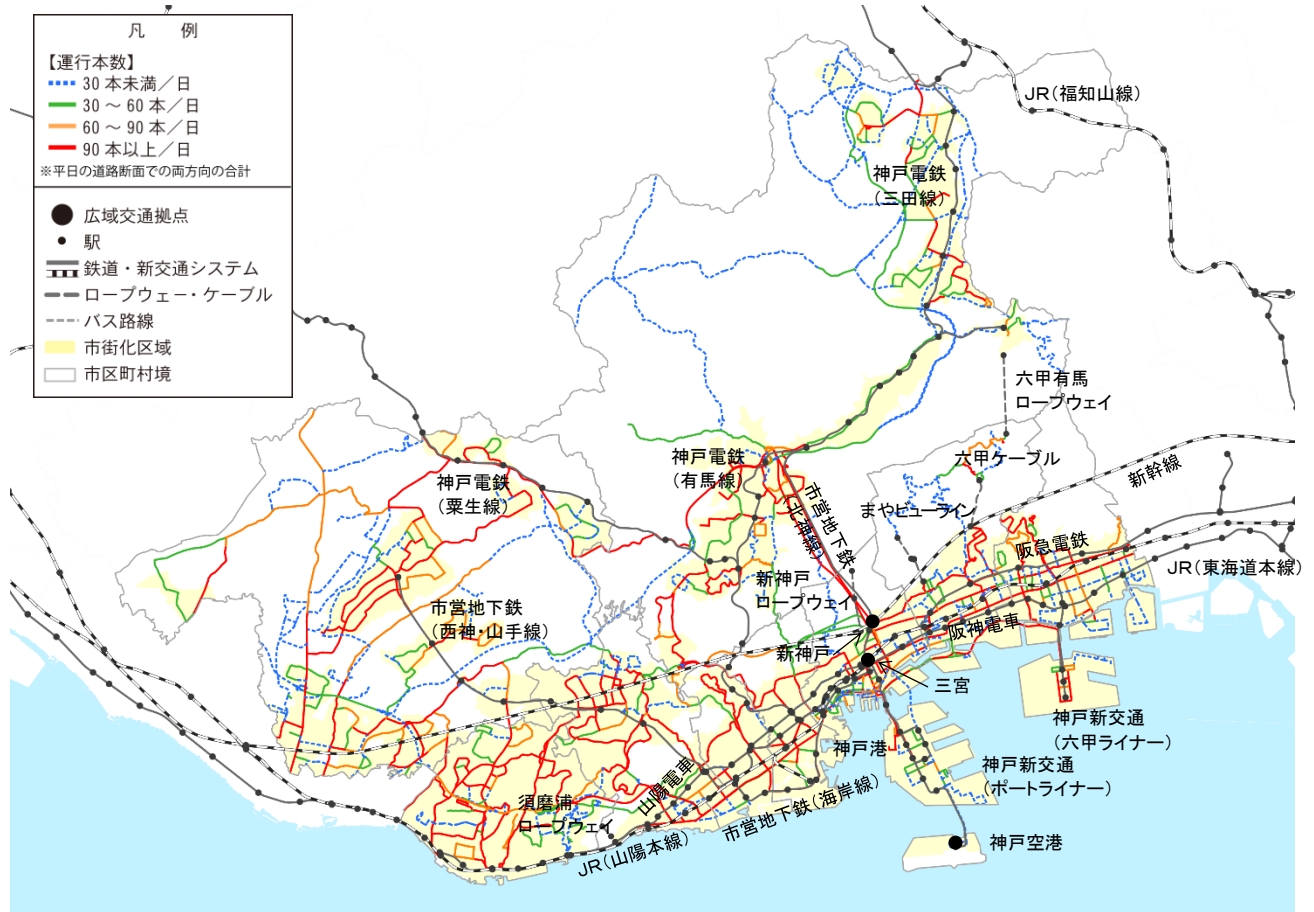 凡　例
【運行本数】
30 本未満／日
30 ～ 60 本／日
60 ～ 90 本／日
90 本以上／日
※平日の道路断面での両方向の合計
広域交通拠点
駅
鉄道・新交通システム
ロープウェー・ケーブル
バス路線
市街化区域
市区町村境
JR(福知山線)
神戸電鉄
(三田線)
六甲有馬
ロープウェイ
神戸電鉄
(有馬線)
六甲ケーブル
神戸電鉄
(粟生線)
市営地下鉄
(北神線)
まやビューライン
新幹線
阪急電鉄
JR(東海道本線)
新神戸
ロープウェイ
市営地下鉄
(西神・山手線)
阪神電車
新神戸
三宮
神戸新交通
(六甲ライナー)
神戸港
神戸新交通
(ポートライナー)
山陽電車
須磨浦
ロープウェイ
市営地下鉄(海岸線)
JR(山陽本線)
神戸空港